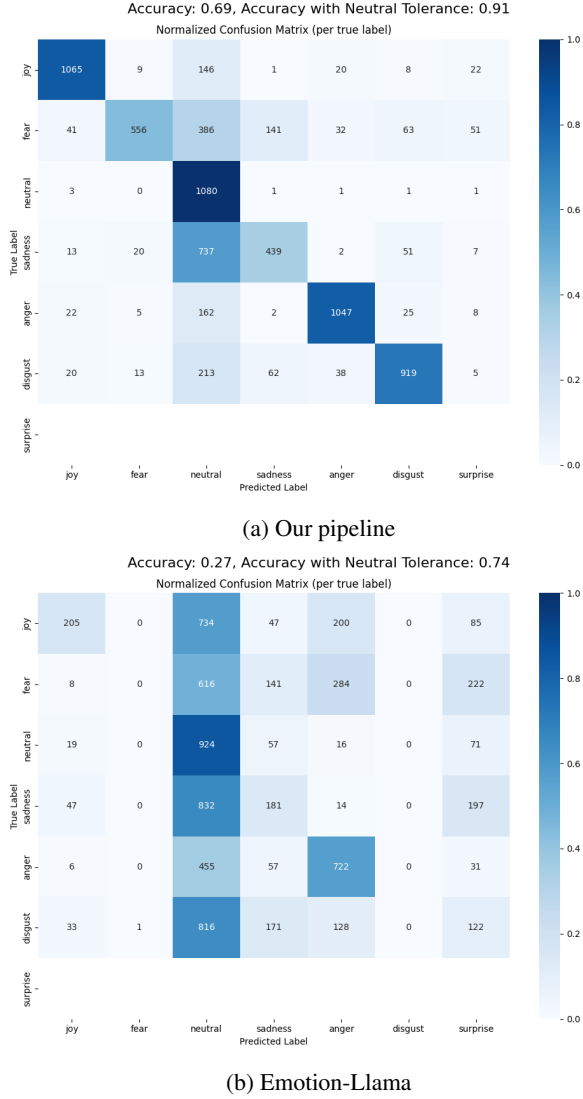 Accuracy: 0.69, Accuracy with Neutral Tolerance: 0.91
Normalized Confusion Matrix (per true label)
1.0
joy 1065 9 146 1 20 8 22
0.8
fear 41 556 386 141 32 63 51
neutral 3 0 1080 1 1 1 1
0.6
True Label
sadness 13 20 737 439 2 51 7
0.4
anger 22 5 162 2 1047 25 8
0.2
disgust 20 13 213 62 38 919 5
surprise
0.0
joy fear neutral sadness anger disgust surprise
Predicted Label
(a) Our pipeline
Accuracy: 0.27, Accuracy with Neutral Tolerance: 0.74
Normalized Confusion Matrix (per true label)
1.0
joy 205 0 734 47 200 0 85
0.8
fear 8 0 616 141 284 0 222
neutral 19 0 924 57 16 0 71
0.6
True Label
sadness 47 0 832 181 14 0 197
0.4
anger 6 0 455 57 722 0 31
0.2
disgust 33 1 816 171 128 0 122
surprise
0.0
joy fear neutral sadness anger disgust surprise
Predicted Label
(b) Emotion-Llama